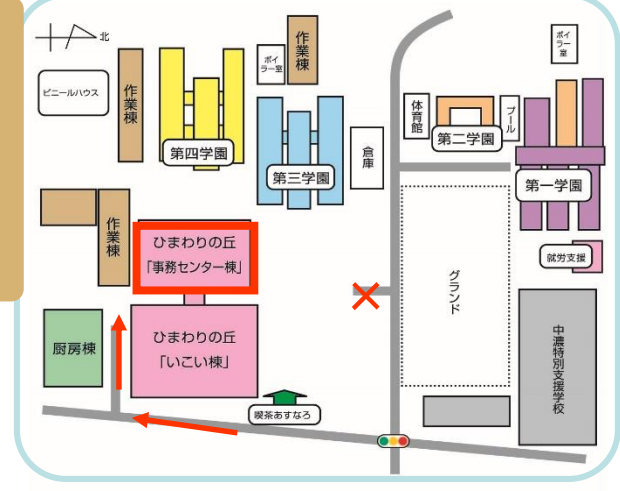 北
ビニールハウス
作業棟
第四学園
ボイラー室
作業棟
第三学園
倉庫
体育館
第二学園
プール
ボイラー室
第一学園
就労支援
作業棟
ひまわりの丘
「事務センター棟」
グランド
厨房棟
ひまわりの丘
「いこい棟」
喫茶あすなろ
中濃特別支援学校